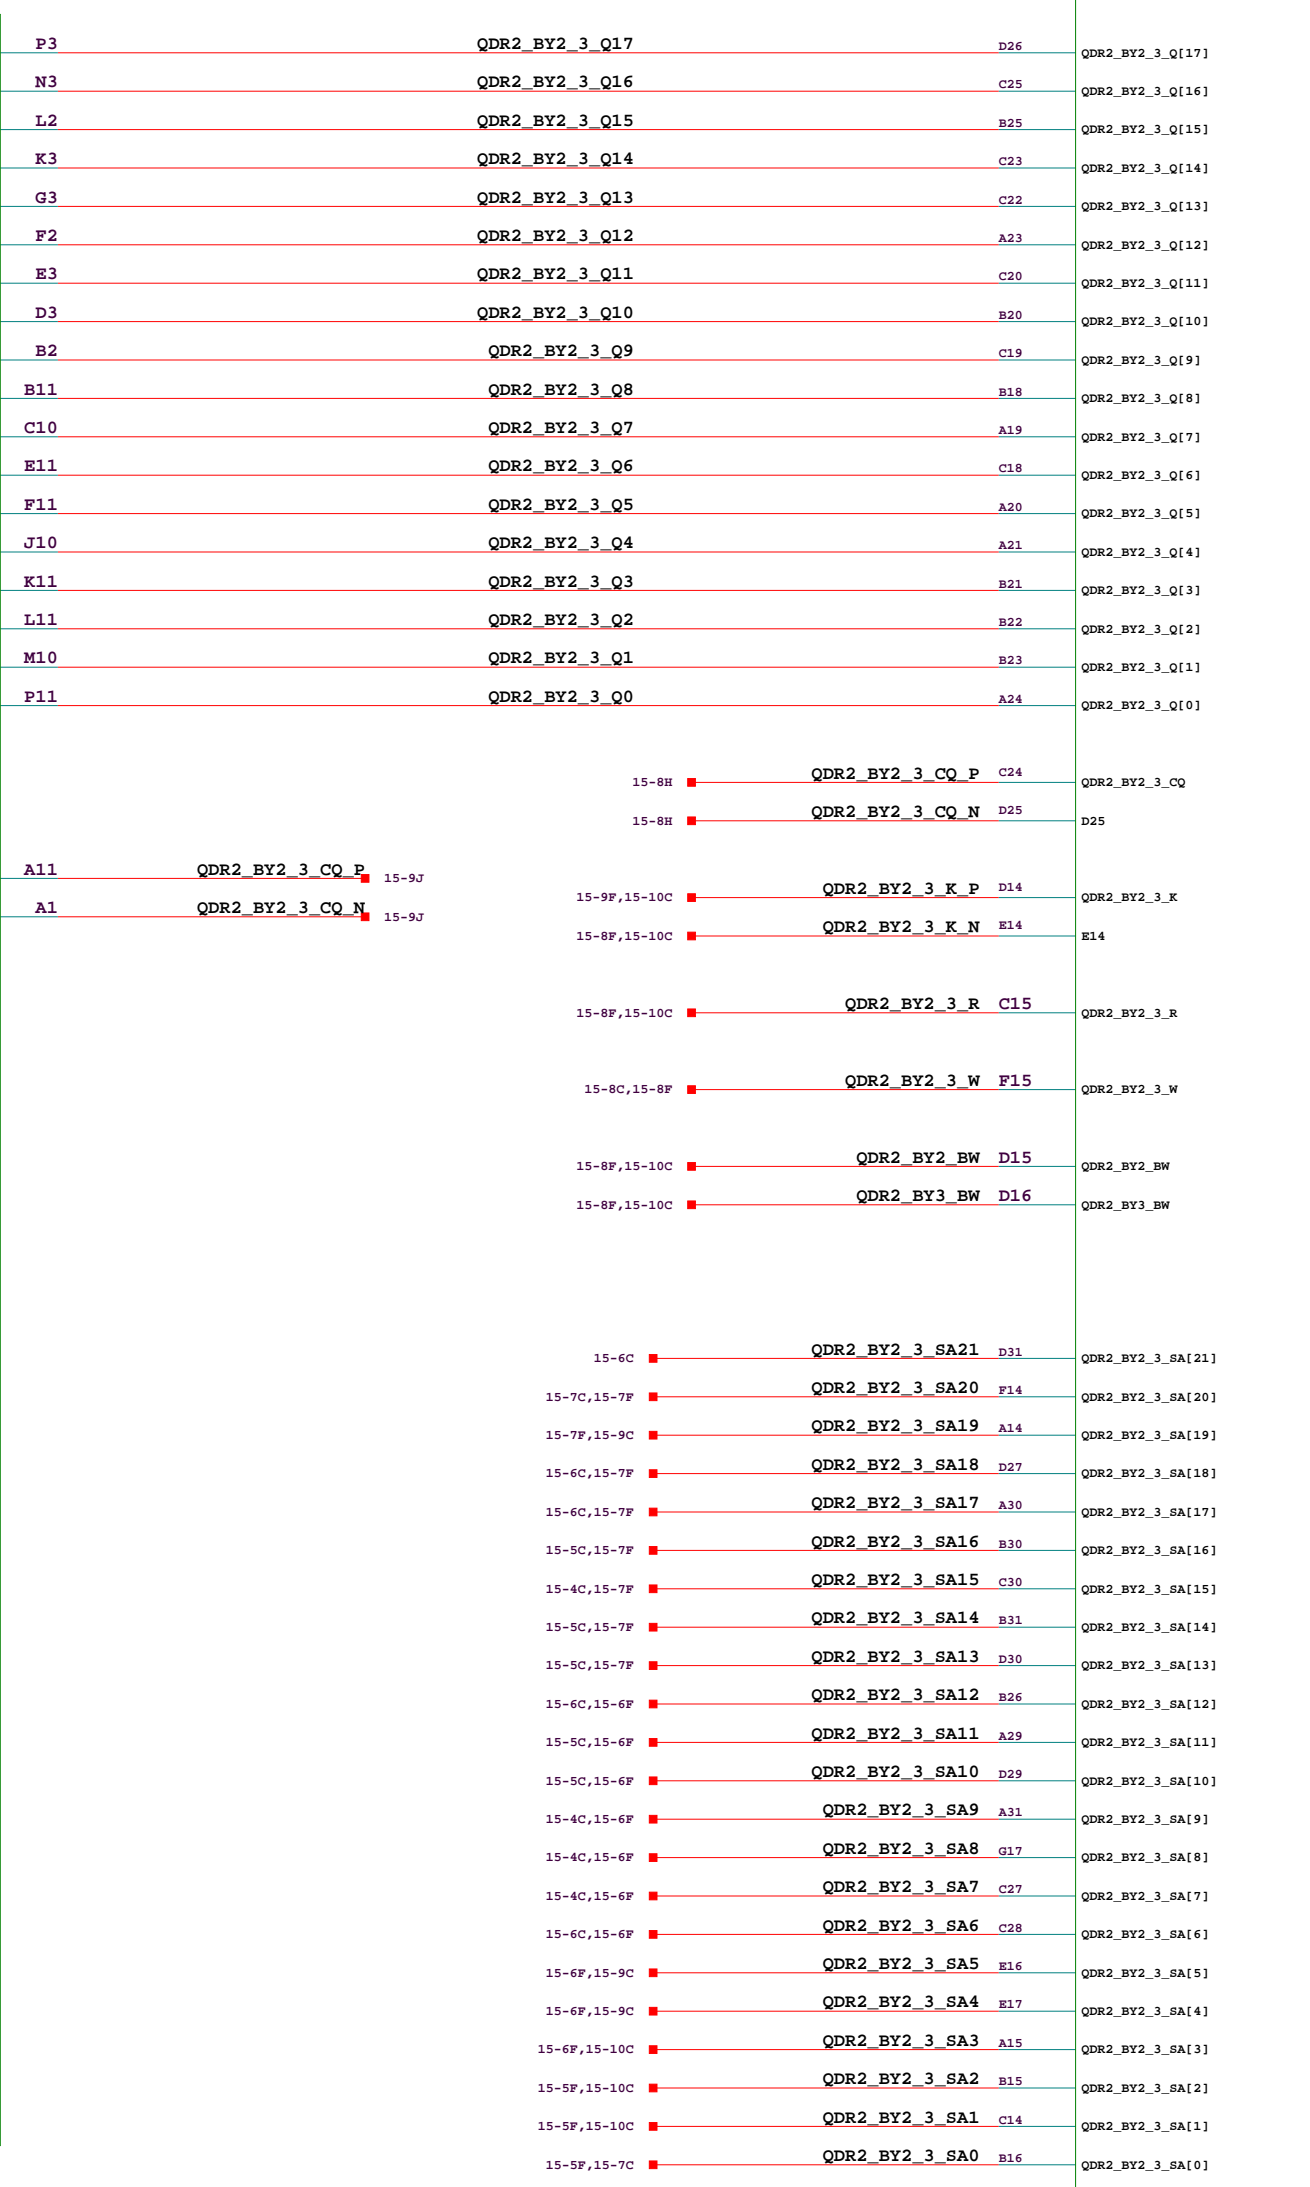 P3 QDR2_BY2_3_Q17 D26 QDR2_BY2_3_Q[17]
N3 QDR2_BY2_3_Q16 C25 QDR2_BY2_3_Q[16]
L2 QDR2_BY2_3_Q15 B25 QDR2_BY2_3_Q[15]
K3 QDR2_BY2_3_Q14 C23 QDR2_BY2_3_Q[14]
G3 QDR2_BY2_3_Q13 C22 QDR2_BY2_3_Q[13]
F2 QDR2_BY2_3_Q12 A23 QDR2_BY2_3_Q[12]
E3 QDR2_BY2_3_Q11 C20 QDR2_BY2_3_Q[11]
D3 QDR2_BY2_3_Q10 B20 QDR2_BY2_3_Q[10]
B2 QDR2_BY2_3_Q9 C19 QDR2_BY2_3_Q[9]
B11 QDR2_BY2_3_Q8 B18 QDR2_BY2_3_Q[8]
C10 QDR2_BY2_3_Q7 A19 QDR2_BY2_3_Q[7]
E11 QDR2_BY2_3_Q6 C18 QDR2_BY2_3_Q[6]
F11 QDR2_BY2_3_Q5 A20 QDR2_BY2_3_Q[5]
J10 QDR2_BY2_3_Q4 A21 QDR2_BY2_3_Q[4]
K11 QDR2_BY2_3_Q3 B21 QDR2_BY2_3_Q[3]
L11 QDR2_BY2_3_Q2 B22 QDR2_BY2_3_Q[2]
M10 QDR2_BY2_3_Q1 B23 QDR2_BY2_3_Q[1]
P11 QDR2_BY2_3_Q0 A24 QDR2_BY2_3_Q[0]
15-8H QDR2_BY2_3_CQ_P C24 QDR2_BY2_3_CQ
15-8H QDR2_BY2_3_CQ_N D25 D25
A11 QDR2_BY2_3_CQ_P 15-9J
15-9F,15-10C QDR2_BY2_3_K_P D14 QDR2_BY2_3_K
A1 QDR2_BY2_3_CQ_N 15-9J
15-8F,15-10C QDR2_BY2_3_K_N E14 E14
15-8F,15-10C QDR2_BY2_3_R C15 QDR2_BY2_3_R
15-8C,15-8F QDR2_BY2_3_W F15 QDR2_BY2_3_W
15-8F,15-10C QDR2_BY2_BW D15 QDR2_BY2_BW
15-8F,15-10C QDR2_BY3_BW D16 QDR2_BY3_BW
15-6C QDR2_BY2_3_SA21 D31 QDR2_BY2_3_SA[21]
15-7C,15-7F QDR2_BY2_3_SA20 F14 QDR2_BY2_3_SA[20]
15-7F,15-9C QDR2_BY2_3_SA19 A14 QDR2_BY2_3_SA[19]
15-6C,15-7F QDR2_BY2_3_SA18 D27 QDR2_BY2_3_SA[18]
15-6C,15-7F QDR2_BY2_3_SA17 A30 QDR2_BY2_3_SA[17]
15-5C,15-7F QDR2_BY2_3_SA16 B30 QDR2_BY2_3_SA[16]
15-4C,15-7F QDR2_BY2_3_SA15 C30 QDR2_BY2_3_SA[15]
15-5C,15-7F QDR2_BY2_3_SA14 B31 QDR2_BY2_3_SA[14]
15-5C,15-7F QDR2_BY2_3_SA13 D30 QDR2_BY2_3_SA[13]
15-6C,15-6F QDR2_BY2_3_SA12 B26 QDR2_BY2_3_SA[12]
15-5C,15-6F QDR2_BY2_3_SA11 A29 QDR2_BY2_3_SA[11]
15-5C,15-6F QDR2_BY2_3_SA10 D29 QDR2_BY2_3_SA[10]
15-4C,15-6F QDR2_BY2_3_SA9 A31 QDR2_BY2_3_SA[9]
15-4C,15-6F QDR2_BY2_3_SA8 G17 QDR2_BY2_3_SA[8]
15-4C,15-6F QDR2_BY2_3_SA7 C27 QDR2_BY2_3_SA[7]
15-6C,15-6F QDR2_BY2_3_SA6 C28 QDR2_BY2_3_SA[6]
15-6F,15-9C QDR2_BY2_3_SA5 E16 QDR2_BY2_3_SA[5]
15-6F,15-9C QDR2_BY2_3_SA4 E17 QDR2_BY2_3_SA[4]
15-6F,15-10C QDR2_BY2_3_SA3 A15 QDR2_BY2_3_SA[3]
15-5F,15-10C QDR2_BY2_3_SA2 B15 QDR2_BY2_3_SA[2]
15-5F,15-10C QDR2_BY2_3_SA1 C14 QDR2_BY2_3_SA[1]
15-5F,15-7C QDR2_BY2_3_SA0 B16 QDR2_BY2_3_SA[0]